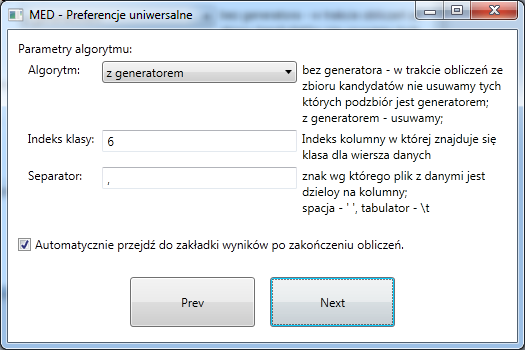 MED - Preferencje uniwersalne
Parametry algorytmu:
Algorytm:
z generatorem
bez generatora - w trakcie obliczeń ze
zbioru kandydatów nie usuwamy tych
których podzbiór jest generatorem;
z generatorem - usuwamy;
Indeks klasy:
6
Indeks kolumny w której znajduje się
klasa dla wiersza danych
Separator:
,
znak wg którego plik z danymi jest
dzieloy na kolumny;
spacja - ' ', tabulator - \t
Automatycznie przejdź do zakładki wyników po zakończeniu obliczeń.
Prev
Next